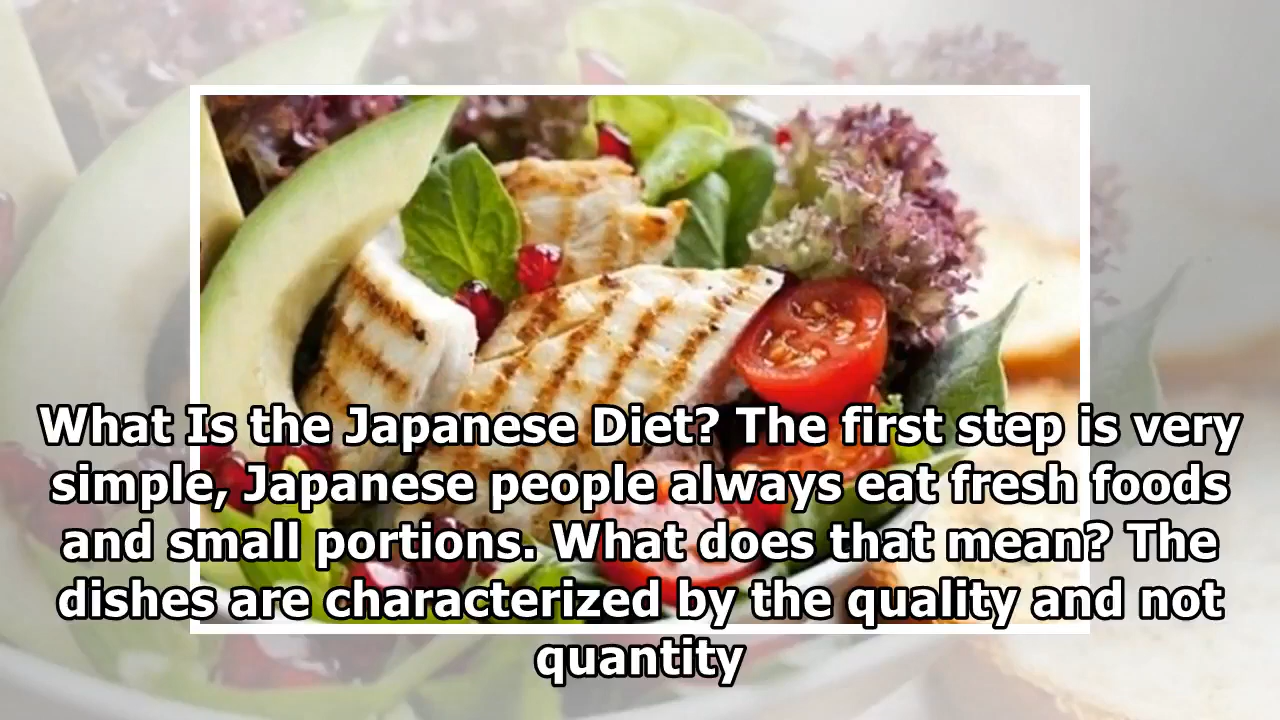 What Is the Japanese Diet? The first step is very
simple, Japanese people always eat fresh foods
and small portions. What does that mean? The
dishes are characterized by the quality and not
quantity